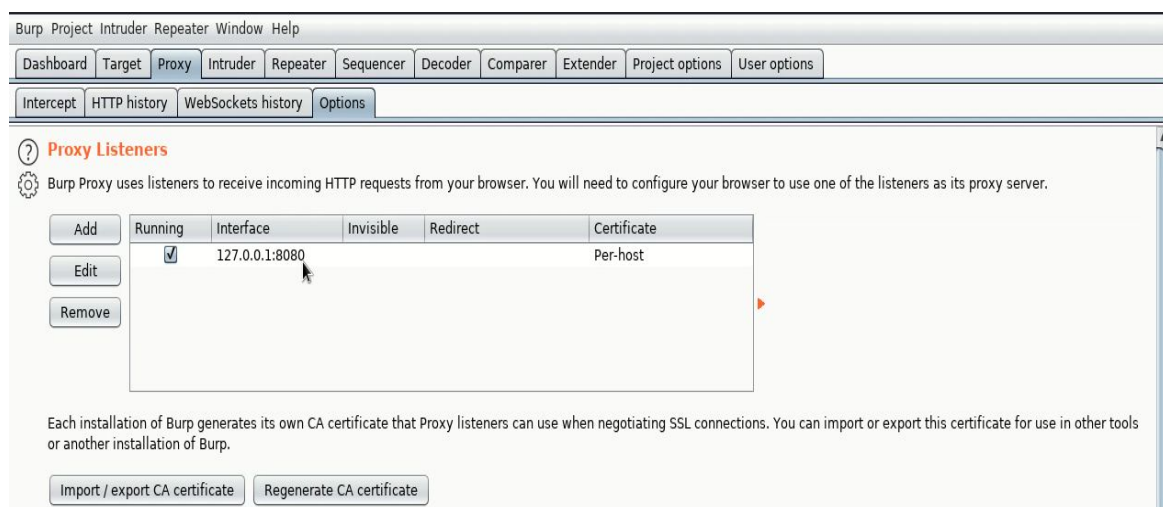 Burp Project Intruder Repeater Window Help
Dashboard Target Proxy Intruder Repeater Sequencer Decoder Comparer Extender Project options User options
Intercept HTTP history WebSockets history Options
? Proxy Listeners
Burp Proxy uses listeners to receive incoming HTTP requests from your browser. You will need to configure your browser to use one of the listeners as its proxy server.
Add Running Interface Invisible Redirect Certificate
127.0.0.1:8080 Per-host
Edit
Remove
Each installation of Burp generates its own CA certificate that Proxy listeners can use when negotiating SSL connections. You can import or export this certificate for use in other tools
or another installation of Burp.
Import / export CA certificate Regenerate CA certificate